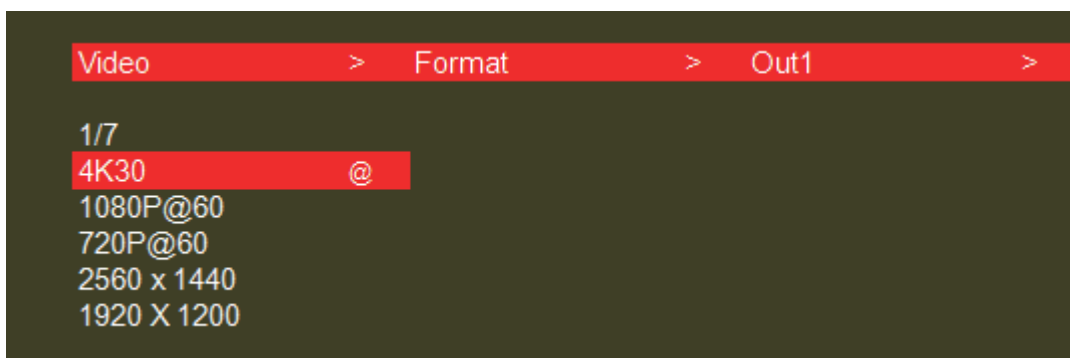 Video > Format > Out1 >
1/7
4K30 @
1080P@60
720P@60
2560 x 1440
1920 X 1200